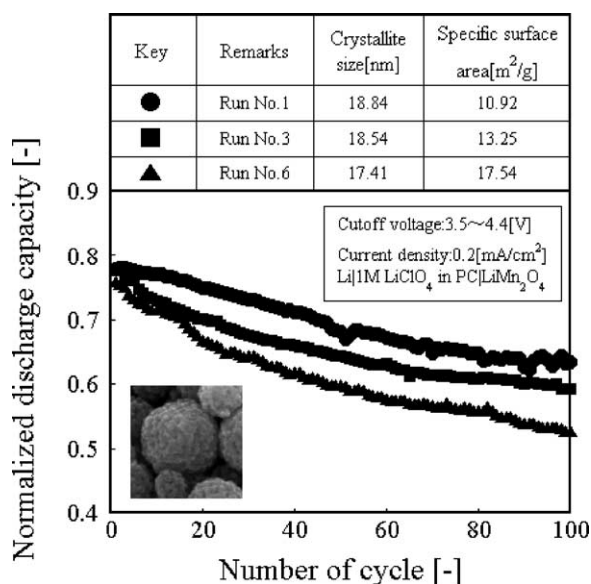 Key Remarks Crystallite size[nm] Specific surface area[m²/g]
● Run No.1 18.84 10.92
■ Run No.3 18.54 13.25
▲ Run No.6 17.41 17.54
Cutoff voltage:3.5～4.4[V]
Current density:0.2[mA/cm²]
Li|1M LiClO₄ in PC|LiMn₂O₄
Normalized discharge capacity [-]
0.9
0.8
0.7
0.6
0.5
0.4
0 20 40 60 80 100
Number of cycle [-]